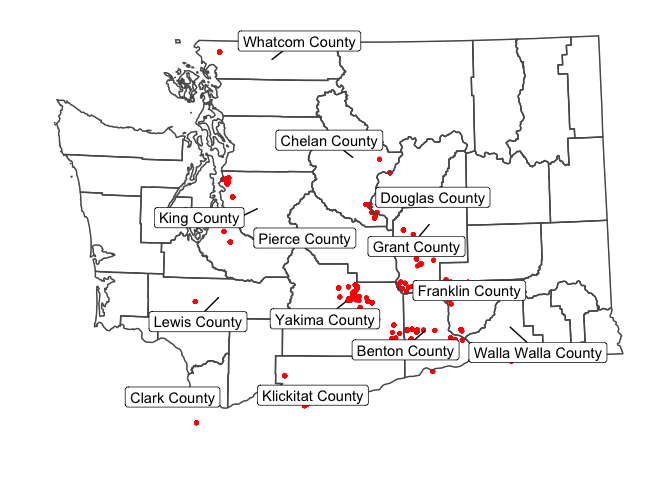 Whatcom County
Chelan County
Douglas County
King County
Pierce County
Grant County
Franklin County
Lewis County
Yakima County
Benton County
Walla Walla County
Clark County
Klickitat County